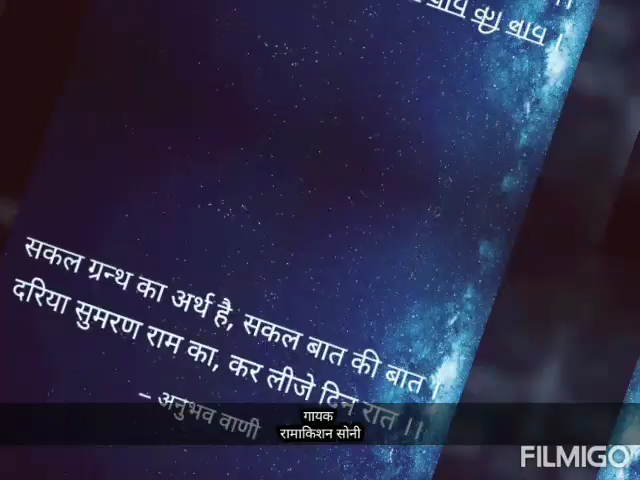 की बात ।
सकल ग्रन्थ का अर्थ है, सकल बात की बात ।
दरिया सुमरण राम का, कर लीजे दिन रात ।।
– अनुभव वाणी
गायक
रामाकिशन सोनी
FILMIGO